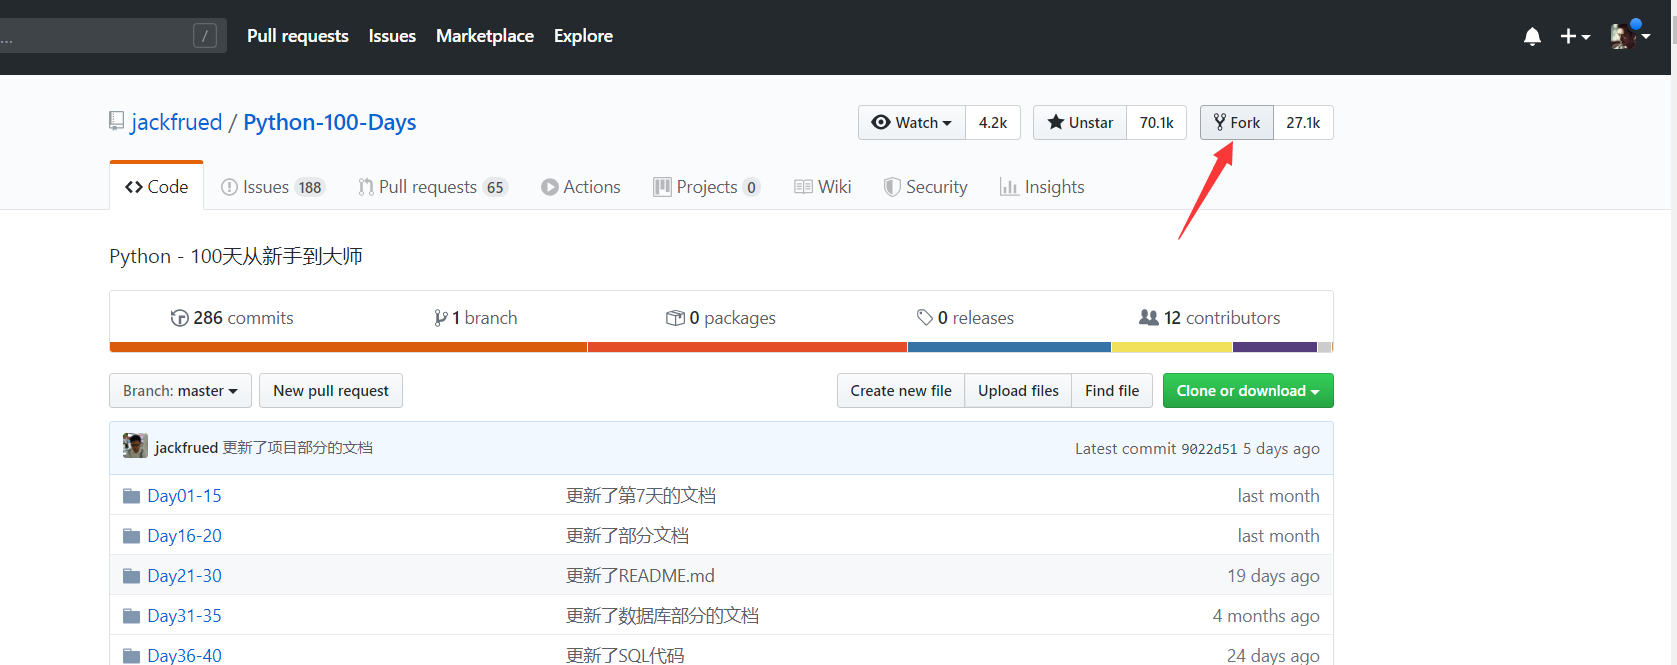 ... / Pull requests Issues Marketplace Explore
jackfrued / Python-100-Days Watch 4.2k Unstar 70.1k Fork 27.1k
Code Issues 188 Pull requests 65 Actions Projects 0 Wiki Security Insights
Python - 100天从新手到大师
286 commits 1 branch 0 packages 0 releases 12 contributors
Branch: master New pull request Create new file Upload files Find file Clone or download
jackfrued 更新了项目部分的文档 Latest commit 9022d51 5 days ago
Day01-15 更新了第7天的文档 last month
Day16-20 更新了部分文档 last month
Day21-30 更新了README.md 19 days ago
Day31-35 更新了数据库部分的文档 4 months ago
Day36-40 更新了SQL代码 24 days ago